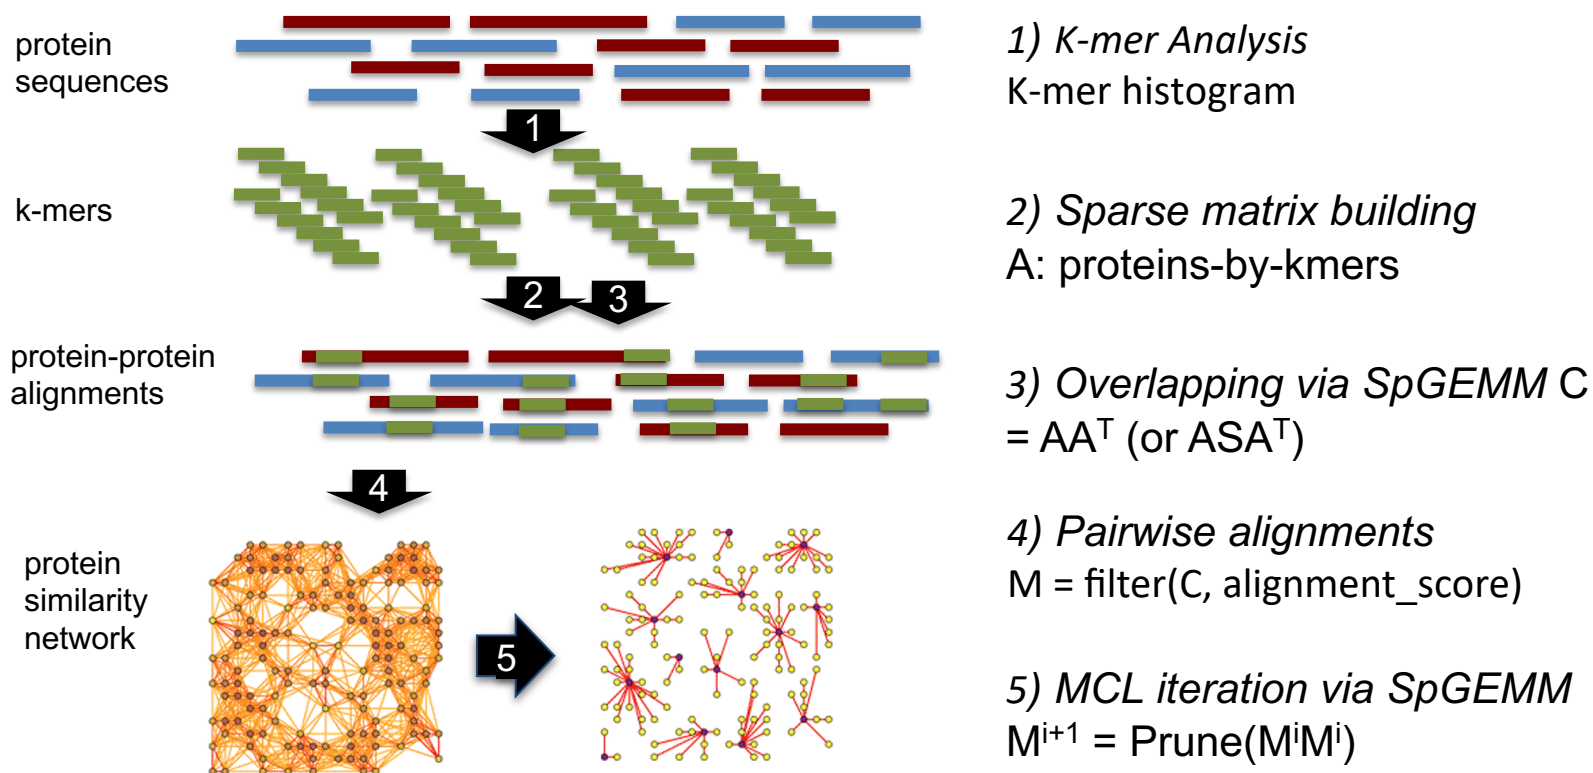 protein
sequences
1
k-mers
2
3
protein-protein
alignments
4
protein
similarity
network
5
1) K-mer Analysis
K-mer histogram
2) Sparse matrix building
A: proteins-by-kmers
3) Overlapping via SpGEMM C
= AAᵀ (or ASAᵀ)
4) Pairwise alignments
M = filter(C, alignment_score)
5) MCL iteration via SpGEMM
Mⁱ⁺¹ = Prune(MⁱMⁱ)